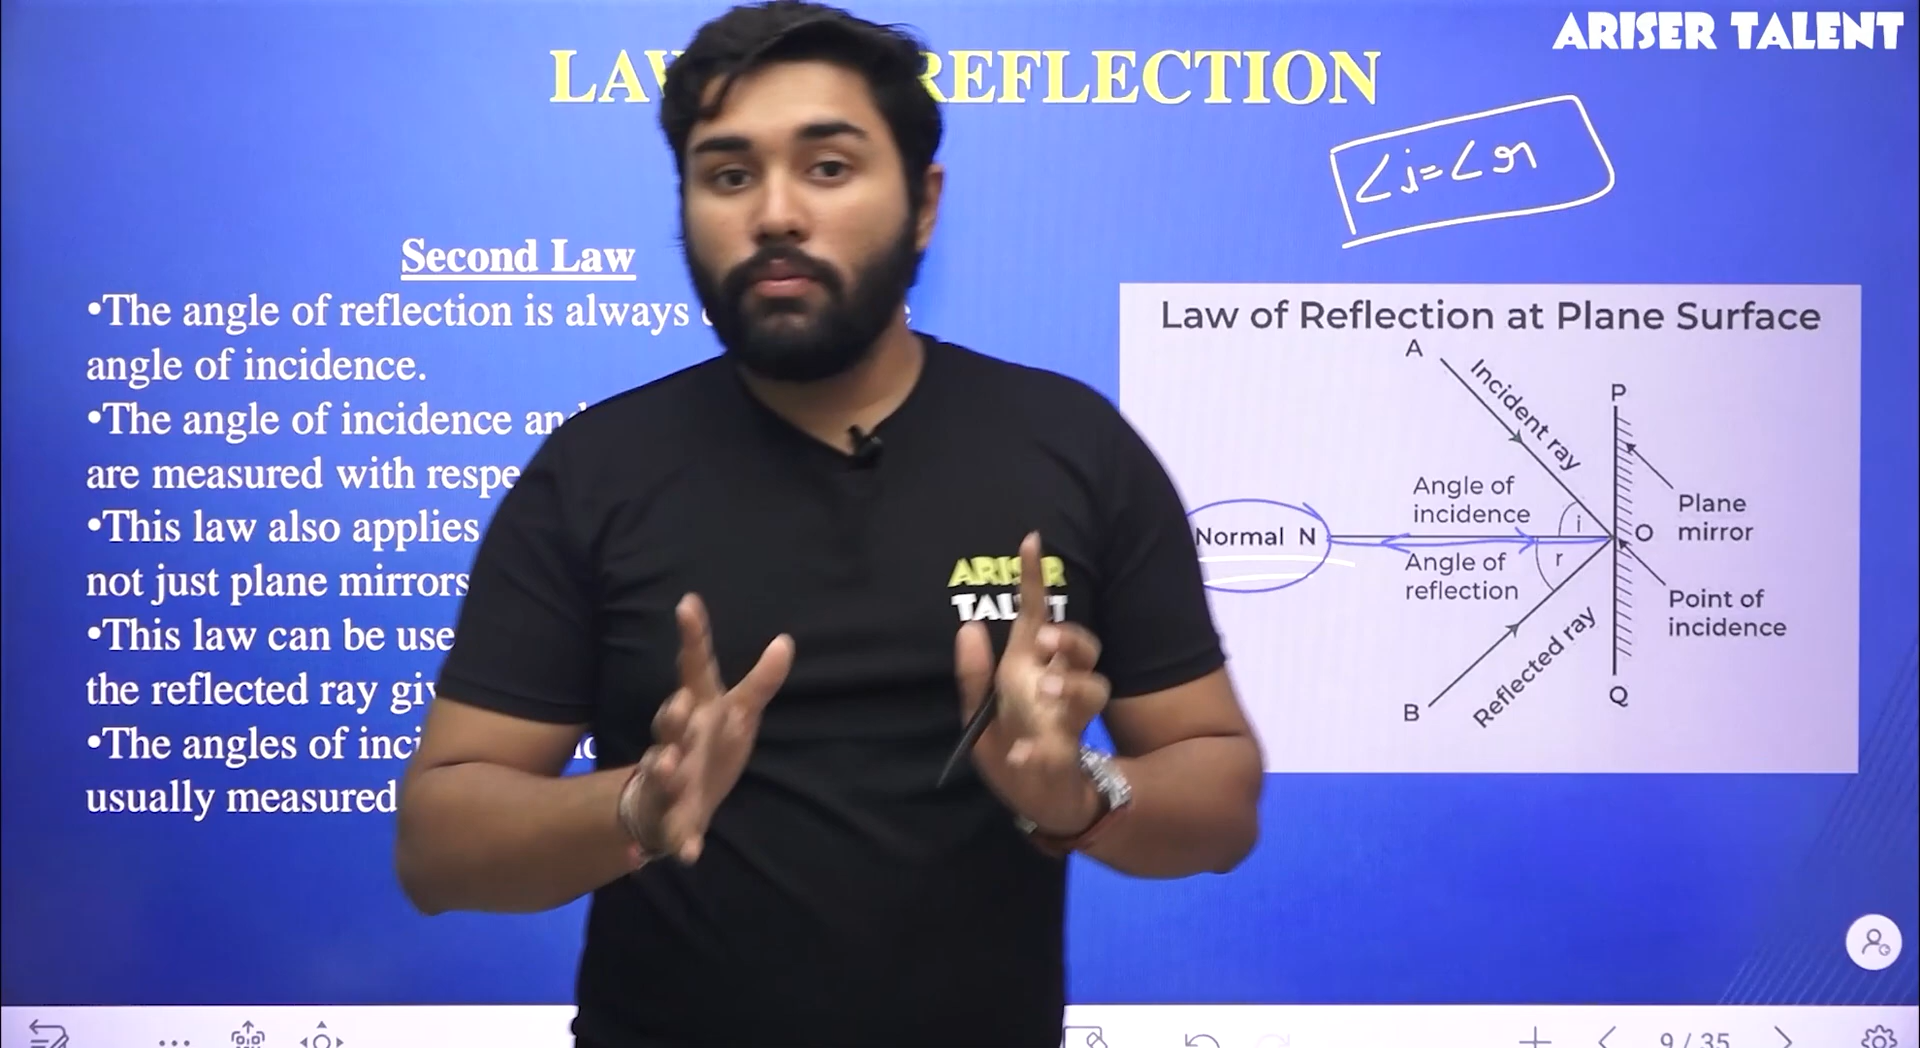 ARISER TALENT
LA REFLECTION
∠i=∠r
Second Law
•The angle of reflection is always
angle of incidence.
•The angle of incidence an
are measured with respe
•This law also applies
not just plane mirrors
•This law can be use
the reflected ray giv
•The angles of inci
usually measured
Law of Reflection at Plane Surface
A
Incident ray
P
Angle of
incidence
i
Plane
mirror
Normal N
O
Angle of
reflection
r
Point of
incidence
B
Reflected ray
Q
ARISER
TALENT
9 / 35